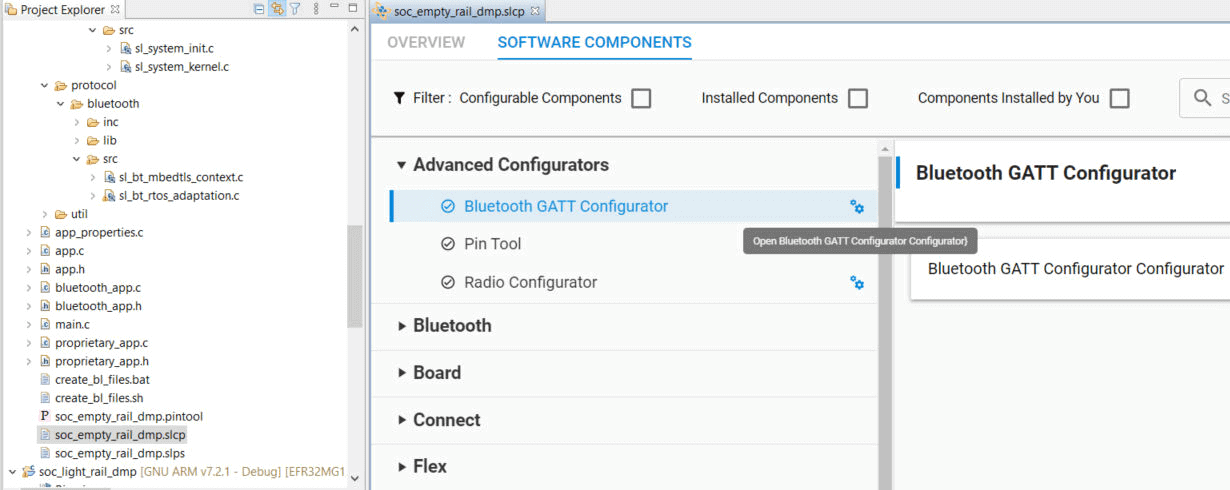 Project Explorer
src
sl_system_init.c
sl_system_kernel.c
protocol
bluetooth
inc
lib
src
sl_bt_mbedtls_context.c
sl_bt_rtos_adaptation.c
util
app_properties.c
app.c
app.h
bluetooth_app.c
bluetooth_app.h
main.c
proprietary_app.c
proprietary_app.h
create_bl_files.bat
create_bl_files.sh
soc_empty_rail_dmp.pintool
soc_empty_rail_dmp.slcp
soc_empty_rail_dmp.slps
soc_light_rail_dmp [GNU ARM v7.2.1 - Debug] [EFR32MG1
soc_empty_rail_dmp.slcp
OVERVIEW SOFTWARE COMPONENTS
Filter : Configurable Components Installed Components Components Installed by You S
Advanced Configurators
Bluetooth GATT Configurator
Pin Tool
Radio Configurator
Bluetooth
Board
Connect
Flex
Open Bluetooth GATT Configurator Configurator}
Bluetooth GATT Configurator
Bluetooth GATT Configurator Configurator